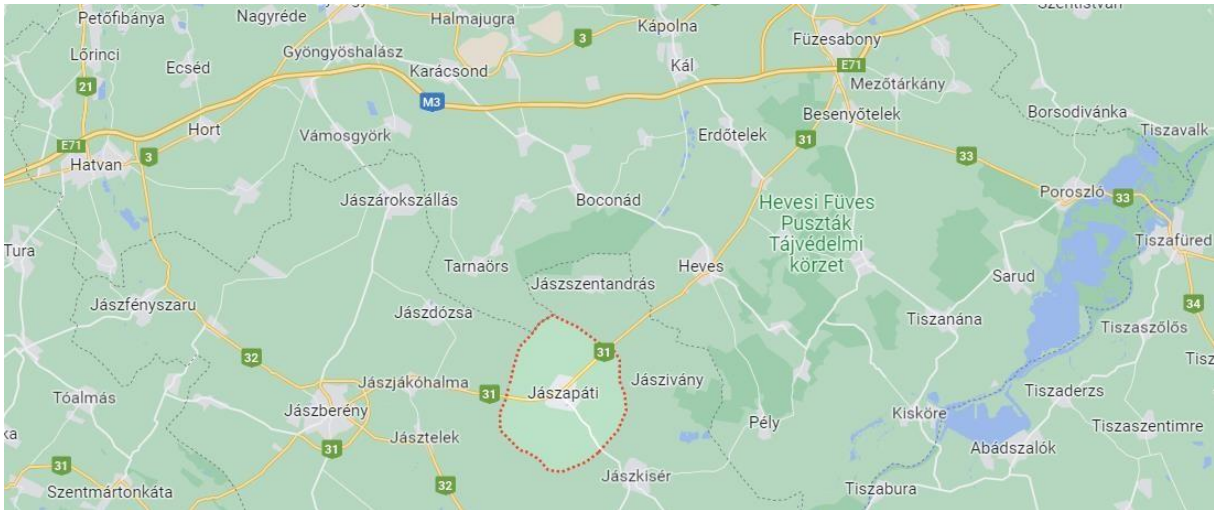 Petőfibánya
Nagyréde
Halmajugra
3
Kápolna
Füzesabony
Lőrinci
Gyöngyöshalász
Ecséd
Karácsond
Kál
E71
Mezőtárkány
21
M3
Besenyőtelek
Borsodivánka
Tiszavalk
Hort
Vámosgyörk
Erdőtelek
31
E71
3
Hatvan
33
Jászárokszállás
Boconád
Hevesi Füves
Puszták
Tájvédelmi
körzet
Poroszló
33
Tura
Tarnaörs
Heves
Tiszafüred
Jászszentandrás
Sarud
Jászfényszaru
Jászdózsa
34
Tiszanána
Tiszaszőlős
32
31
Tisz
Jászjákóhalma
31
Jászivány
Tóalmás
Jászapáti
Tiszaderzs
Jászberény
Kisköre
ka
Jásztelek
Pély
Tiszaszentimre
31
Abádszalók
31
Jászkisér
32
Szentmártonkáta
Tiszabura